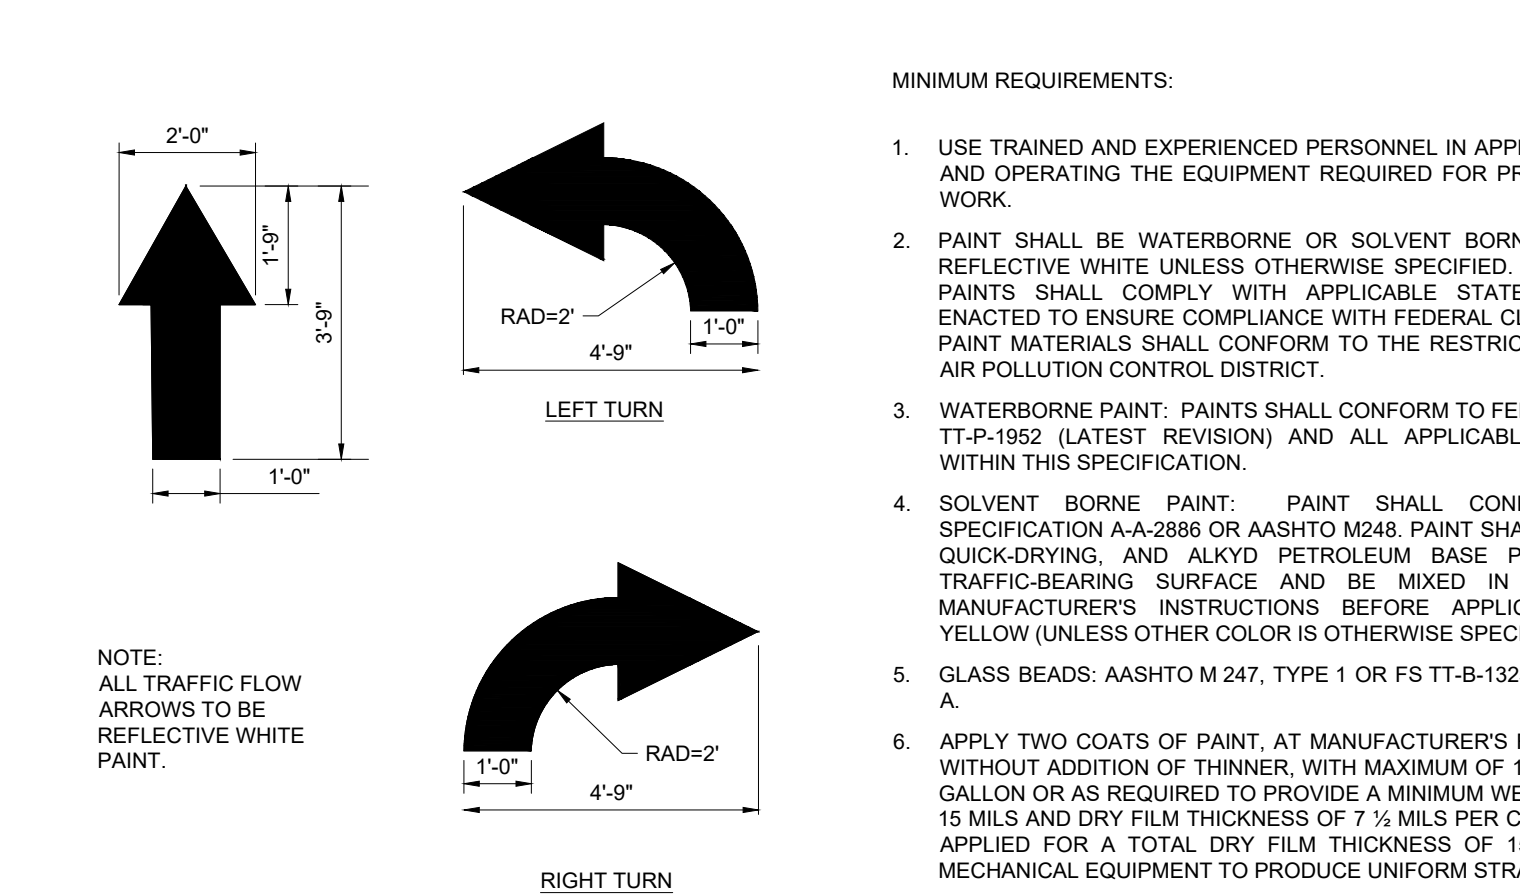 2'-0"
1'-9"
3'-9"
1'-0"
RAD=2'
1'-0"
4'-9"
LEFT TURN
NOTE:
ALL TRAFFIC FLOW
ARROWS TO BE
REFLECTIVE WHITE
PAINT.
RAD=2'
1'-0"
4'-9"
RIGHT TURN
MINIMUM REQUIREMENTS:
1. USE TRAINED AND EXPERIENCED PERSONNEL IN APPL
AND OPERATING THE EQUIPMENT REQUIRED FOR PR
WORK.
2. PAINT SHALL BE WATERBORNE OR SOLVENT BORN
REFLECTIVE WHITE UNLESS OTHERWISE SPECIFIED.
PAINTS SHALL COMPLY WITH APPLICABLE STATE
ENACTED TO ENSURE COMPLIANCE WITH FEDERAL CL
PAINT MATERIALS SHALL CONFORM TO THE RESTRIC
AIR POLLUTION CONTROL DISTRICT.
3. WATERBORNE PAINT: PAINTS SHALL CONFORM TO FE
TT-P-1952 (LATEST REVISION) AND ALL APPLICABL
WITHIN THIS SPECIFICATION.
4. SOLVENT BORNE PAINT: PAINT SHALL CON
SPECIFICATION A-A-2886 OR AASHTO M248. PAINT SHA
QUICK-DRYING, AND ALKYD PETROLEUM BASE P
TRAFFIC-BEARING SURFACE AND BE MIXED IN
MANUFACTURER'S INSTRUCTIONS BEFORE APPLIC
YELLOW (UNLESS OTHER COLOR IS OTHERWISE SPECI
5. GLASS BEADS: AASHTO M 247, TYPE 1 OR FS TT-B-132
A.
6. APPLY TWO COATS OF PAINT, AT MANUFACTURER'S
WITHOUT ADDITION OF THINNER, WITH MAXIMUM OF 1
GALLON OR AS REQUIRED TO PROVIDE A MINIMUM WE
15 MILS AND DRY FILM THICKNESS OF 7 ½ MILS PER C
APPLIED FOR A TOTAL DRY FILM THICKNESS OF 15
MECHANICAL EQUIPMENT TO PRODUCE UNIFORM STRA